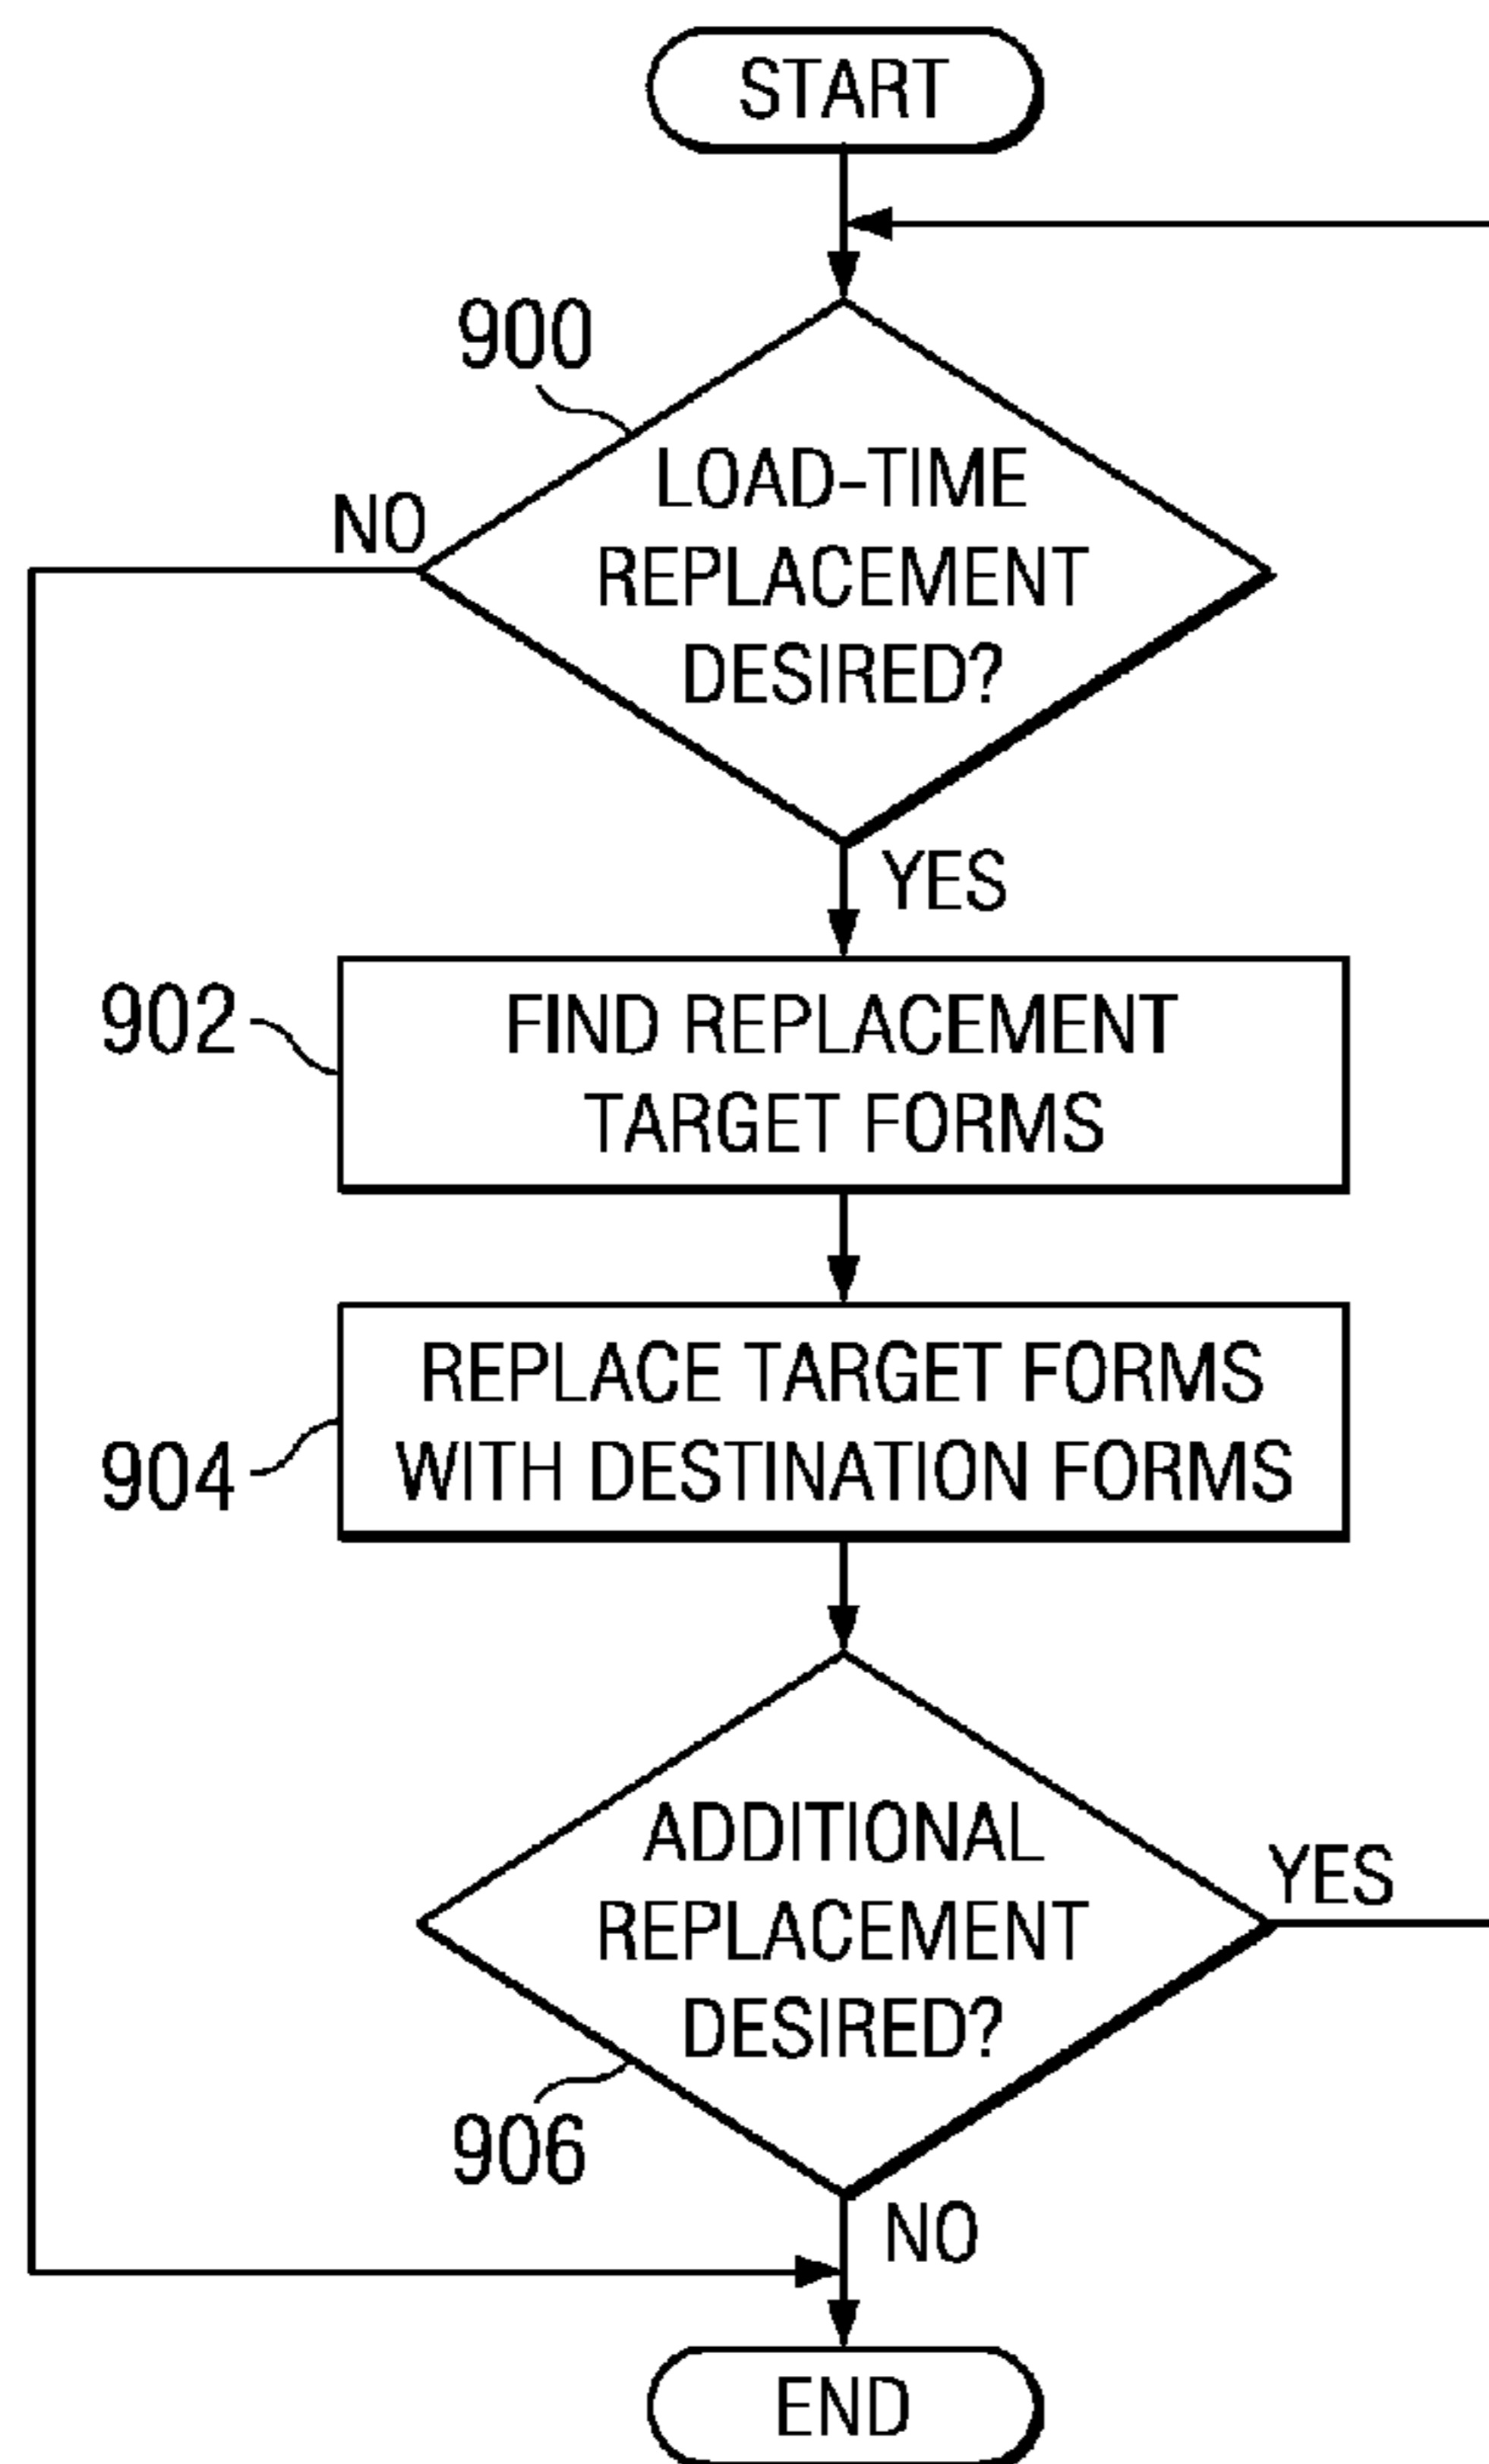 START
900
LOAD-TIME
REPLACEMENT
DESIRED?
NO
YES
902
FIND REPLACEMENT
TARGET FORMS
904
REPLACE TARGET FORMS
WITH DESTINATION FORMS
ADDITIONAL
REPLACEMENT
DESIRED?
YES
906
NO
END